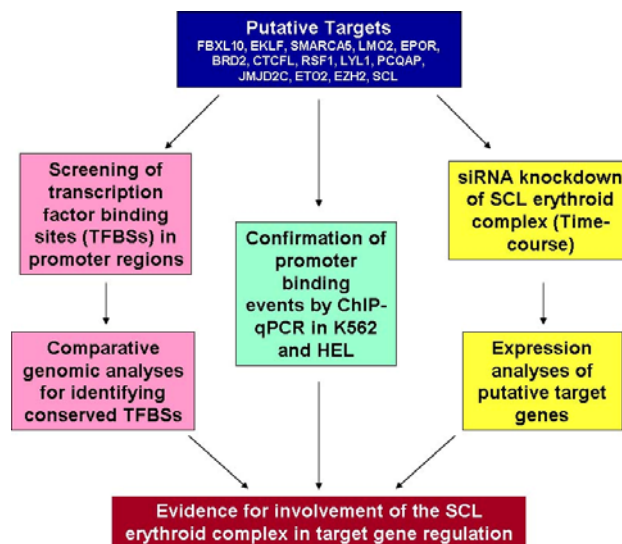 Putative Targets
FBXL10, EKLF, SMARCA5, LMO2, EPOR,
BRD2, CTCFL, RSF1, LYL1, PCQAP,
JMJD2C, ETO2, EZH2, SCL
Screening of
transcription
factor binding
sites (TFBSs) in
promoter regions
Comparative
genomic analyses
for identifying
conserved TFBSs
Confirmation of
promoter
binding
events by ChIP-
qPCR in K562
and HEL
siRNA knockdown
of SCL erythroid
complex (Time-
course)
Expression
analyses of
putative target
genes
Evidence for involvement of the SCL
erythroid complex in target gene regulation